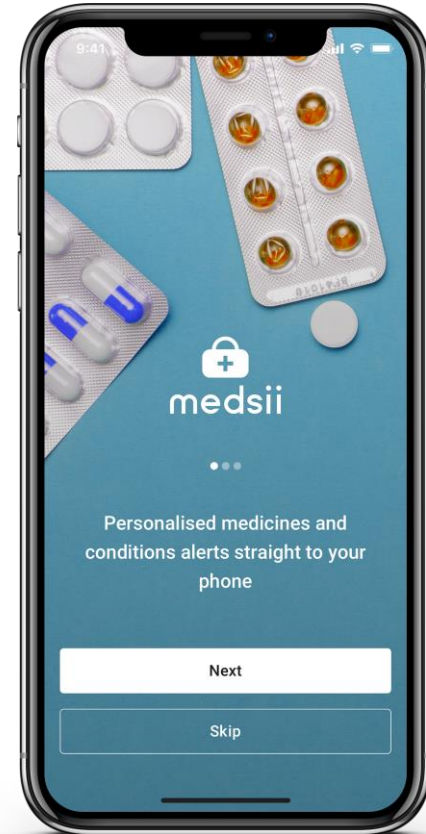 9:41
medsii
Personalised medicines and
conditions alerts straight to your
phone
Next
Skip